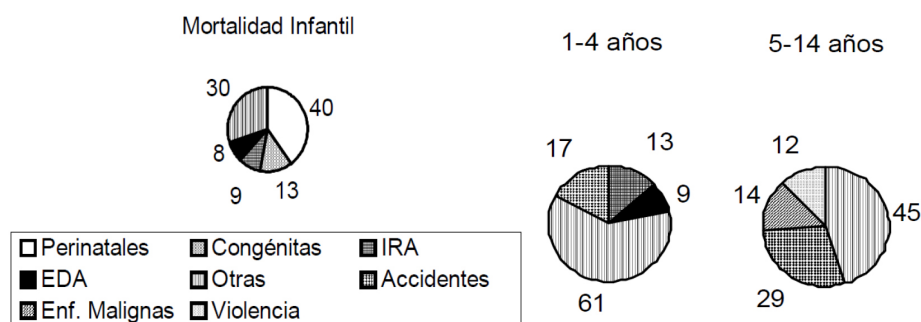 Mortalidad Infantil
1-4 años
5-14 años
30
40
8
9
13
17
13
9
61
12
14
45
29
Perinatales Congénitas IRA
EDA Otras Accidentes
Enf. Malignas Violencia